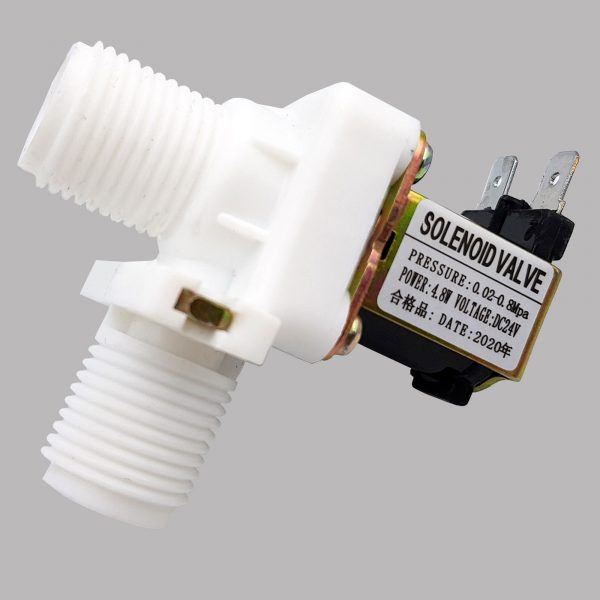 SOLENOID VALVE
PRESSURE:0.02-0.8Mpa
POWER:4.8W VOLTAGE:DC24V
合格品: DATE:2020年